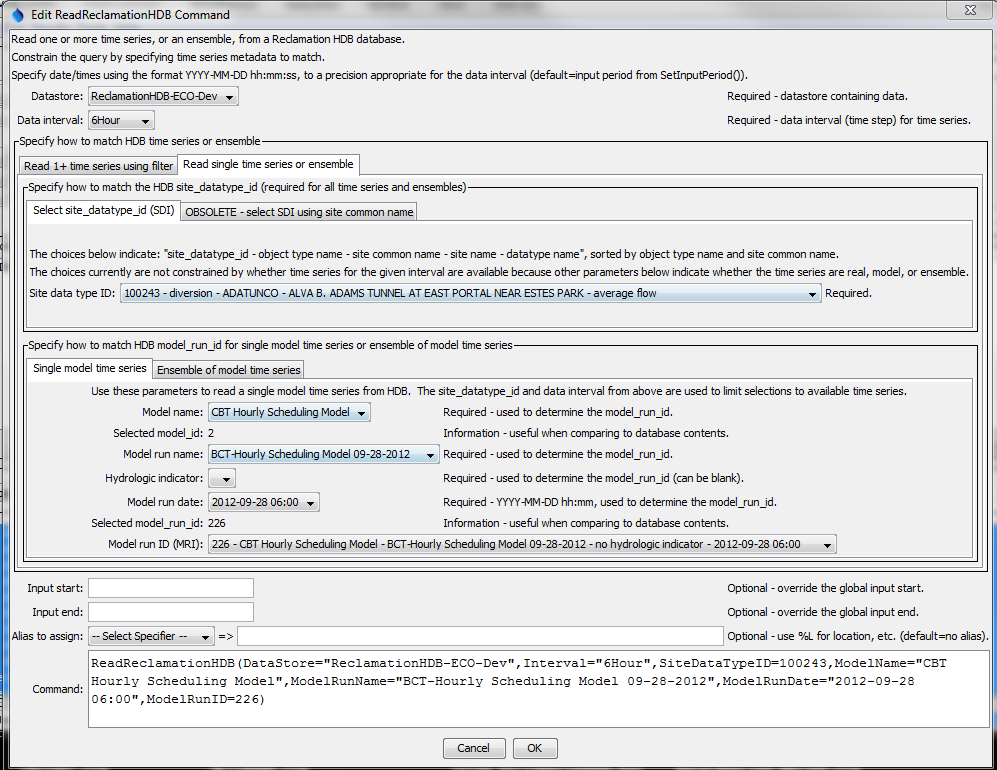 Edit ReadReclamationHDB Command
Read one or more time series, or an ensemble, from a Reclamation HDB database.
Constrain the query by specifying time series metadata to match.
Specify date/times using the format YYYY-MM-DD hh:mm:ss, to a precision appropriate for the data interval (default=input period from SetInputPeriod()).
Datastore: ReclamationHDB-ECO-Dev Required - datastore containing data.
Data interval: 6Hour Required - data interval (time step) for time series.
Specify how to match HDB time series or ensemble
Read 1+ time series using filter Read single time series or ensemble
Specify how to match the HDB site_datatype_id (required for all time series and ensembles)
Select site_datatype_id (SDI) OBSOLETE - select SDI using site common name
The choices below indicate: "site_datatype_id - object type name - site common name - site name - datatype name", sorted by object type name and site common name.
The choices currently are not constrained by whether time series for the given interval are available because other parameters below indicate whether the time series are real, model, or ensemble.
Site data type ID: 100243 - diversion - ADATUNCO - ALVA B. ADAMS TUNNEL AT EAST PORTAL NEAR ESTES PARK - average flow Required.
Specify how to match HDB model_run_id for single model time series or ensemble of model time series
Single model time series Ensemble of model time series
Use these parameters to read a single model time series from HDB. The site_datatype_id and data interval from above are used to limit selections to available time series.
Model name: CBT Hourly Scheduling Model Required - used to determine the model_run_id.
Selected model_id: 2 Information - useful when comparing to database contents.
Model run name: BCT-Hourly Scheduling Model 09-28-2012 Required - used to determine the model_run_id.
Hydrologic indicator: Required - used to determine the model_run_id (can be blank).
Model run date: 2012-09-28 06:00 Required - YYYY-MM-DD hh:mm, used to determine the model_run_id.
Selected model_run_id: 226 Information - useful when comparing to database contents.
Model run ID (MRI): 226 - CBT Hourly Scheduling Model - BCT-Hourly Scheduling Model 09-28-2012 - no hydrologic indicator - 2012-09-28 06:00
Input start: Optional - override the global input start.
Input end: Optional - override the global input end.
Alias to assign: -- Select Specifier -- => Optional - use %L for location, etc. (default=no alias).
Command: ReadReclamationHDB(DataStore="ReclamationHDB-ECO-Dev",Interval="6Hour",SiteDataTypeID=100243,ModelName="CBT
Hourly Scheduling Model",ModelRunName="BCT-Hourly Scheduling Model 09-28-2012",ModelRunDate="2012-09-28
06:00",ModelRunID=226)
Cancel OK